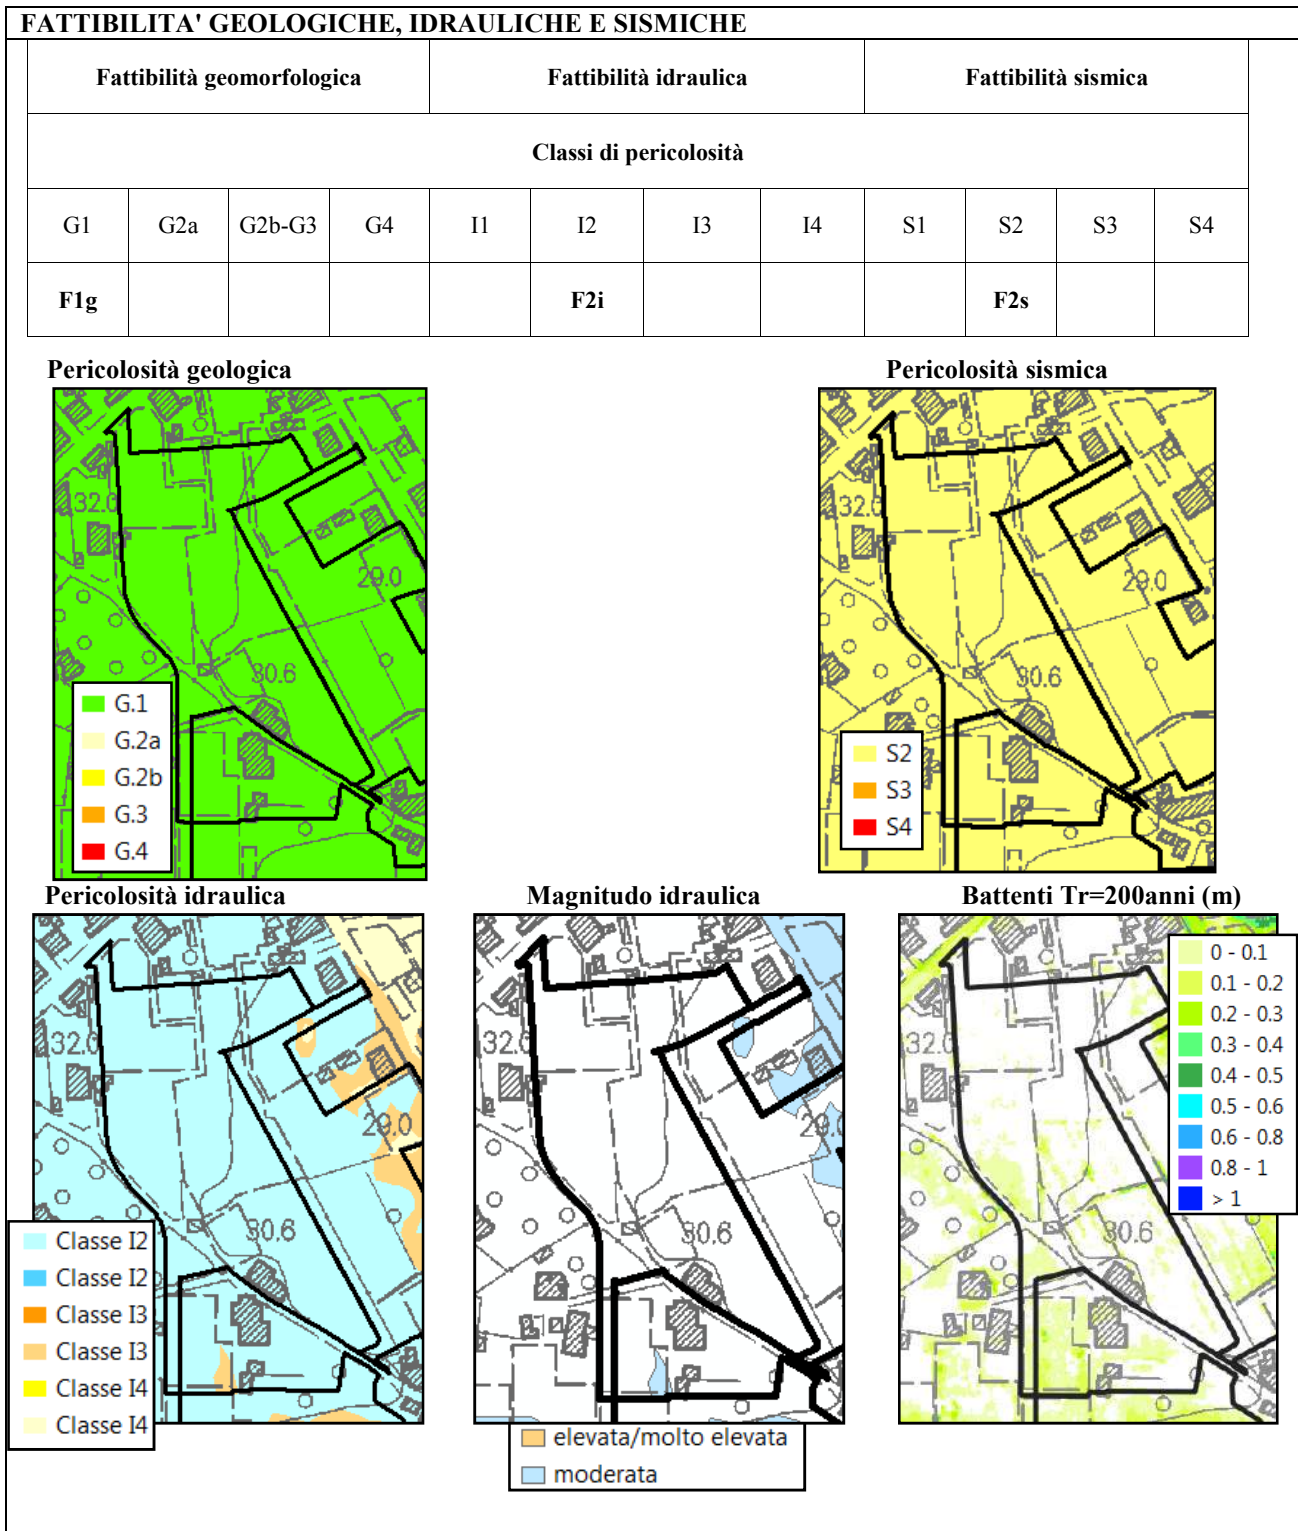 FATTIBILITA' GEOLOGICHE, IDRAULICHE E SISMICHE
Fattibilità geomorfologica Fattibilità idraulica Fattibilità sismica
Classi di pericolosità
G1 G2a G2b-G3 G4 I1 I2 I3 I4 S1 S2 S3 S4
F1g F2i F2s
Pericolosità geologica
32.0
29.0
30.6
G.1
G.2a
G.2b
G.3
G.4
Pericolosità sismica
32.0
29.0
30.6
S2
S3
S4
Pericolosità idraulica
32.0
29.0
30.6
Classe I2
Classe I2
Classe I3
Classe I3
Classe I4
Classe I4
Magnitudo idraulica
32.0
29.0
30.6
elevata/molto elevata
moderata
Battenti Tr=200anni (m)
32.0
30.6
0 - 0.1
0.1 - 0.2
0.2 - 0.3
0.3 - 0.4
0.4 - 0.5
0.5 - 0.6
0.6 - 0.8
0.8 - 1
> 1